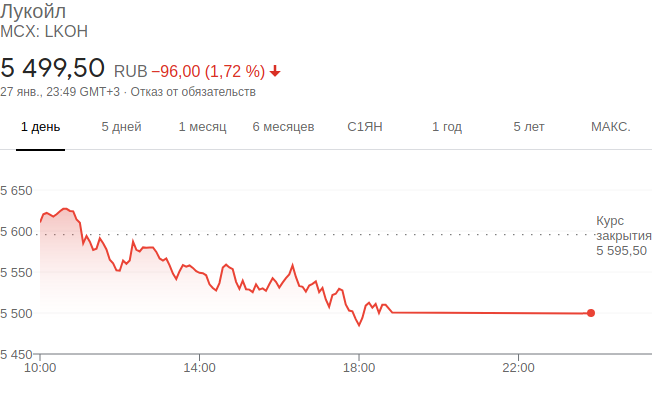 Лукойл
MCX: LKOH
5 499,50 RUB −96,00 (1,72 %)
27 янв., 23:49 GMT+3 · Отказ от обязательств
1 день 5 дней 1 месяц 6 месяцев С1ЯН 1 год 5 лет МАКС.
5 650
5 600
5 550
5 500
5 450
Курс
закрытия
5 595,50
10:00 14:00 18:00 22:00